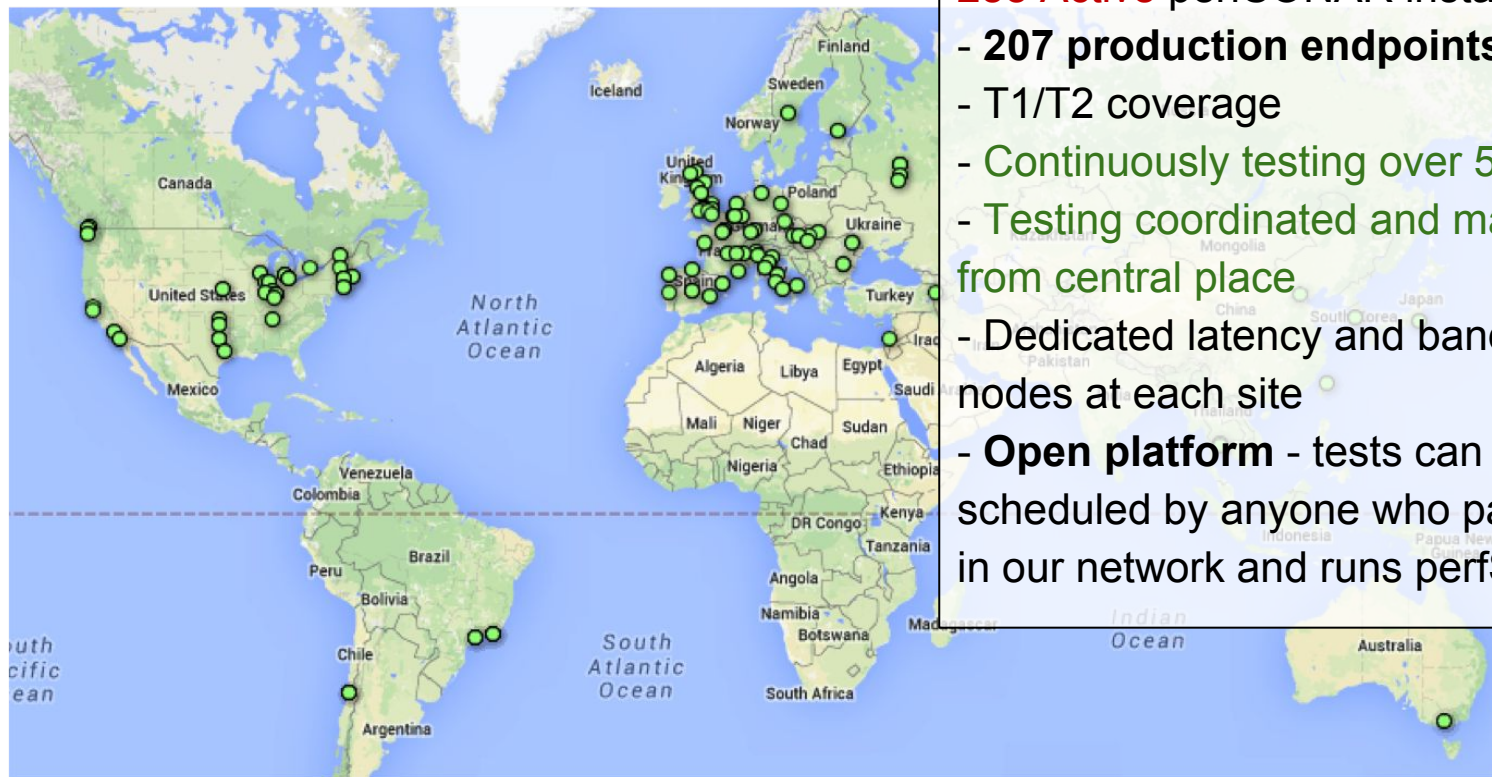 perfSONAR
- 207 production endpoints
- T1/T2 coverage
- Continuously testing over 5
- Testing coordinated and ma
from central place
- Dedicated latency and ban
nodes at each site
- Open platform - tests can
scheduled by anyone who pa
in our network and runs perfS
Finland
Iceland
Sweden
Norway
United
Canada
Poland
Ukraine
Kazakhstan
Mongolia
United States
Spain
Turkey
China
South Korea
Japan
North
Atlantic
Ocean
Iraq
Pakistan
Algeria
Libya
Egypt
Saudi
Mexico
Thailand
Mali
Niger
Sudan
Chad
Nigeria
Ethiopia
Venezuela
Colombia
DR Congo
Kenya
Indonesia
Papua New
Guinea
Tanzania
Brazil
Peru
Angola
Bolivia
Namibia
Botswana
Madagascar
Indian
Ocean
outh
cific
ean
Chile
South
Atlantic
Ocean
South Africa
Australia
Argentina